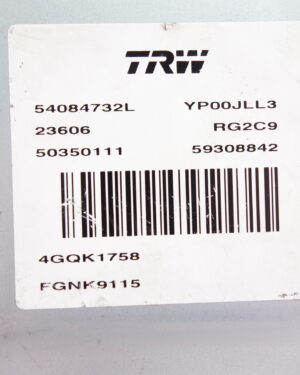 TRW
54084732L YP00JLL3
23606 RG2C9
50350111 59308842
4GQK1758
FGNK9115